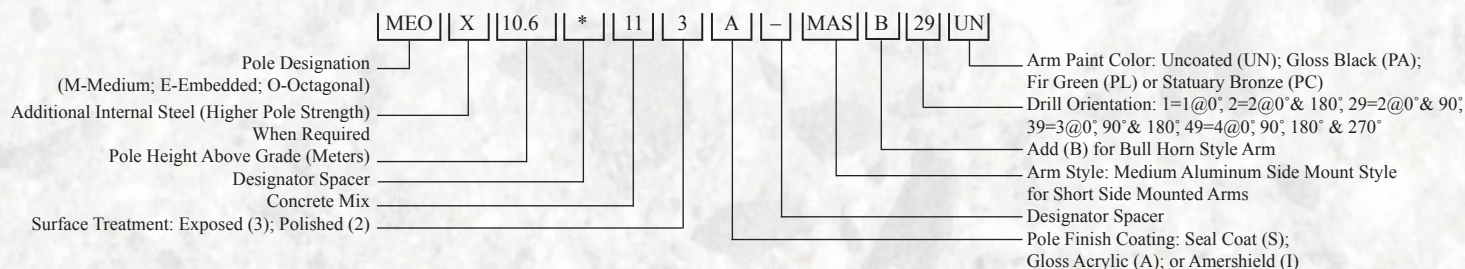 MEO X 10.6 * 11 3 A – MAS B 29 UN
Pole Designation
(M-Medium; E-Embedded; O-Octagonal)
Additional Internal Steel (Higher Pole Strength)
When Required
Pole Height Above Grade (Meters)
Designator Spacer
Concrete Mix
Surface Treatment: Exposed (3); Polished (2)
Arm Paint Color: Uncoated (UN); Gloss Black (PA);
Fir Green (PL) or Statuary Bronze (PC)
Drill Orientation: 1=1@0°, 2=2@0°& 180°, 29=2@0°& 90°,
39=3@0°, 90°& 180°, 49=4@0°, 90°, 180° & 270°
Add (B) for Bull Horn Style Arm
Arm Style: Medium Aluminum Side Mount Style
for Short Side Mounted Arms
Designator Spacer
Pole Finish Coating: Seal Coat (S);
Gloss Acrylic (A); or Amershield (I)